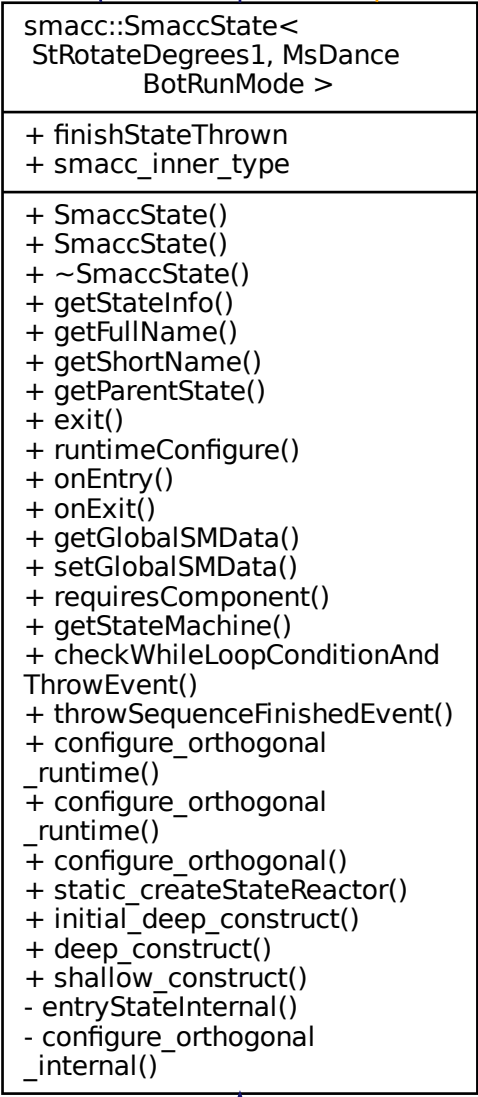 smacc::SmaccState<
StRotateDegrees1, MsDance
BotRunMode >
+ finishStateThrown
+ smacc_inner_type
+ SmaccState()
+ SmaccState()
+ ~SmaccState()
+ getStateInfo()
+ getFullName()
+ getShortName()
+ getParentState()
+ exit()
+ runtimeConfigure()
+ onEntry()
+ onExit()
+ getGlobalSMData()
+ setGlobalSMData()
+ requiresComponent()
+ getStateMachine()
+ checkWhileLoopConditionAnd
ThrowEvent()
+ throwSequenceFinishedEvent()
+ configure_orthogonal
_runtime()
+ configure_orthogonal
_runtime()
+ configure_orthogonal()
+ static_createStateReactor()
+ initial_deep_construct()
+ deep_construct()
+ shallow_construct()
- entryStateInternal()
- configure_orthogonal
_internal()